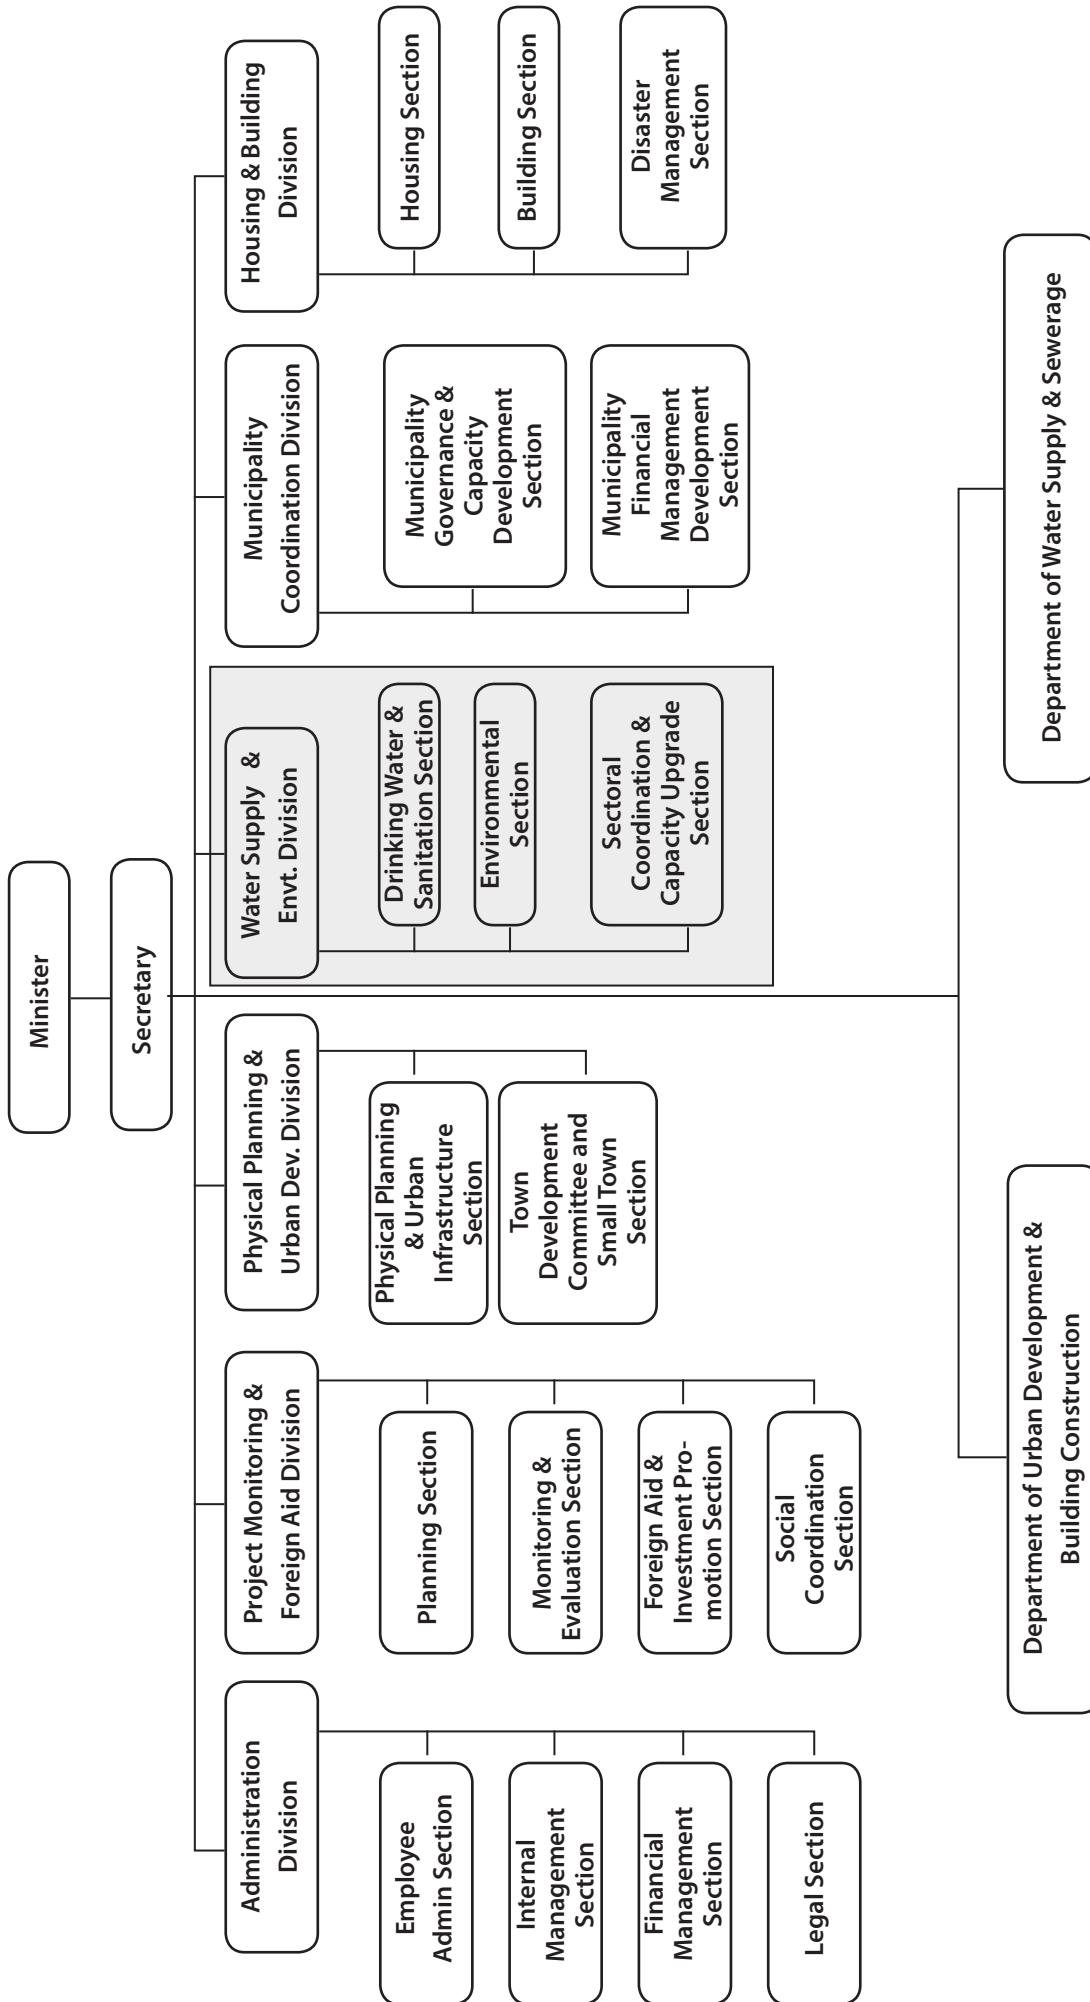 Minister
Secretary
Administration
Division
Employee
Admin Section
Internal
Management
Section
Financial
Management
Section
Legal Section
Project Monitoring &
Foreign Aid Division
Planning Section
Monitoring &
Evaluation Section
Foreign Aid &
Investment Pro-
motion Section
Social
Coordination
Section
Physical Planning &
Urban Dev. Division
Physical Planning
& Urban
Infrastructure
Section
Town
Development
Committee and
Small Town
Section
Water Supply &
Envt. Division
Drinking Water &
Sanitation Section
Environmental
Section
Sectoral
Coordination &
Capacity Upgrade
Section
Municipality
Coordination Division
Municipality
Governance &
Capacity
Development
Section
Municipality
Financial
Management
Development
Section
Housing & Building
Division
Housing Section
Building Section
Disaster
Management
Section
Department of Urban Development &
Building Construction
Department of Water Supply & Sewerage